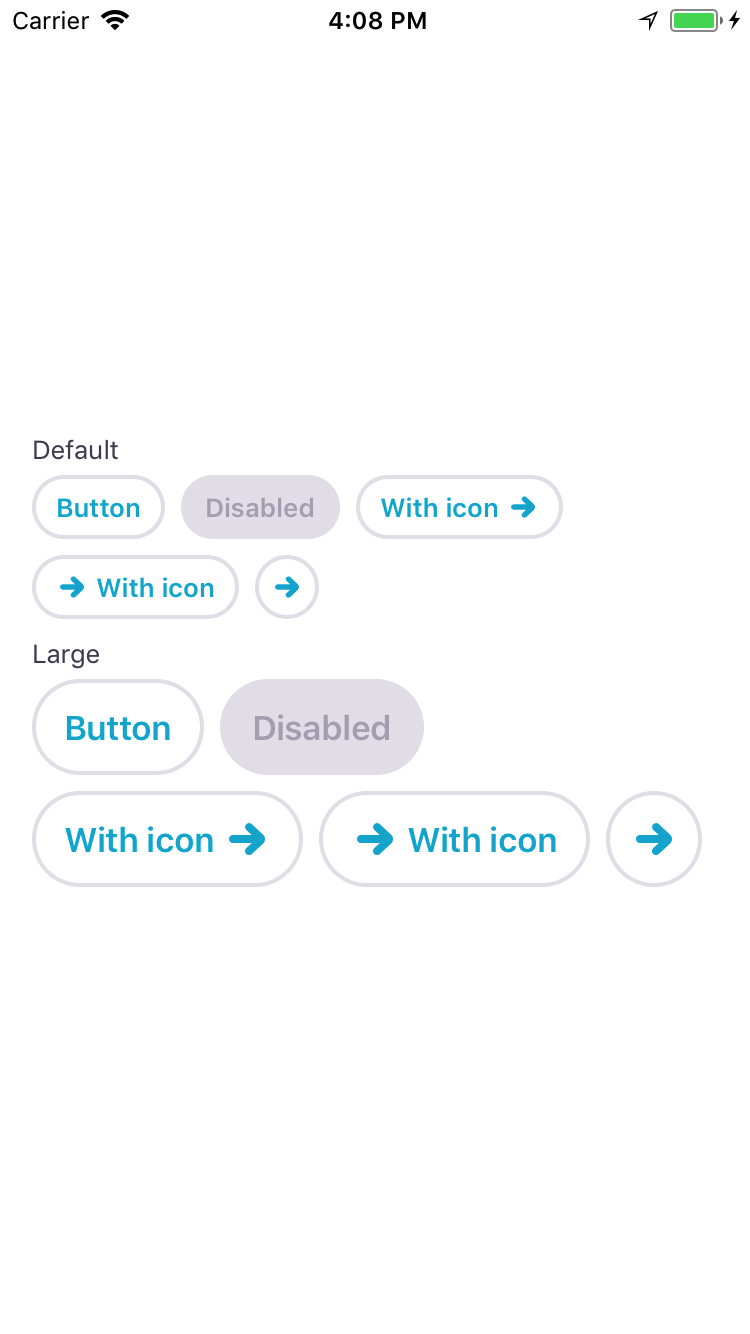 Carrier 4:08 PM
Default
Button Disabled With icon
With icon
Large
Button Disabled
With icon With icon